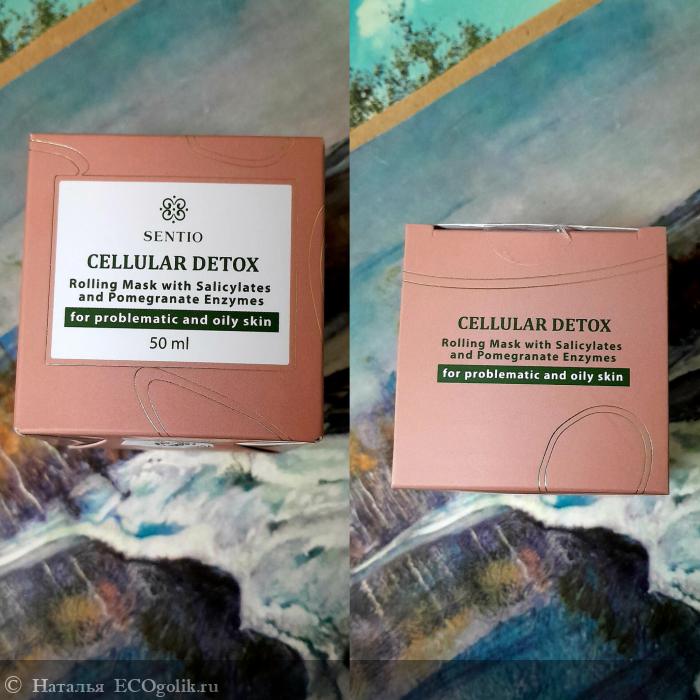 SENTIO
CELLULAR DETOX
Rolling Mask with Salicylates
and Pomegranate Enzymes
for problematic and oily skin
50 ml
CELLULAR DETOX
Rolling Mask with Salicylates
and Pomegranate Enzymes
for problematic and oily skin
© Наталья ECOgolik.ru